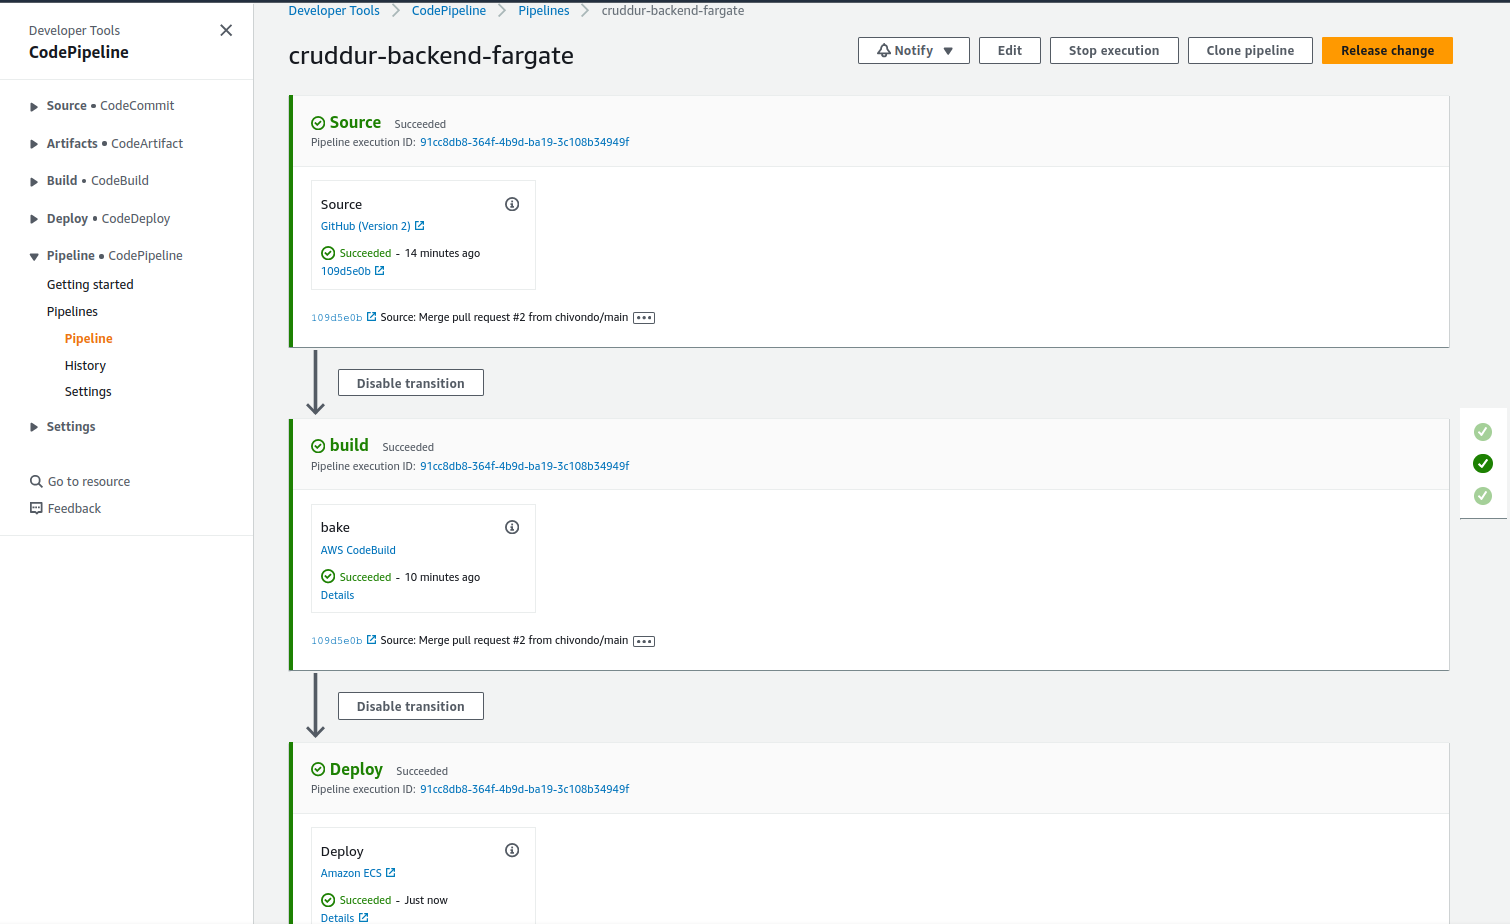 Developer Tools
CodePipeline
Source • CodeCommit
Artifacts • CodeArtifact
Build • CodeBuild
Deploy • CodeDeploy
Pipeline • CodePipeline
Getting started
Pipelines
Pipeline
History
Settings
Settings
Go to resource
Feedback
Developer Tools CodePipeline Pipelines cruddur-backend-fargate
cruddur-backend-fargate
Notify Edit Stop execution Clone pipeline Release change
Source Succeeded
Pipeline execution ID: 91cc8db8-364f-4b9d-ba19-3c108b34949f
Source
GitHub (Version 2)
Succeeded - 14 minutes ago
109d5e0b
109d5e0b Source: Merge pull request #2 from chivondo/main
Disable transition
build Succeeded
Pipeline execution ID: 91cc8db8-364f-4b9d-ba19-3c108b34949f
bake
AWS CodeBuild
Succeeded - 10 minutes ago
Details
109d5e0b Source: Merge pull request #2 from chivondo/main
Disable transition
Deploy Succeeded
Pipeline execution ID: 91cc8db8-364f-4b9d-ba19-3c108b34949f
Deploy
Amazon ECS
Succeeded - Just now
Details